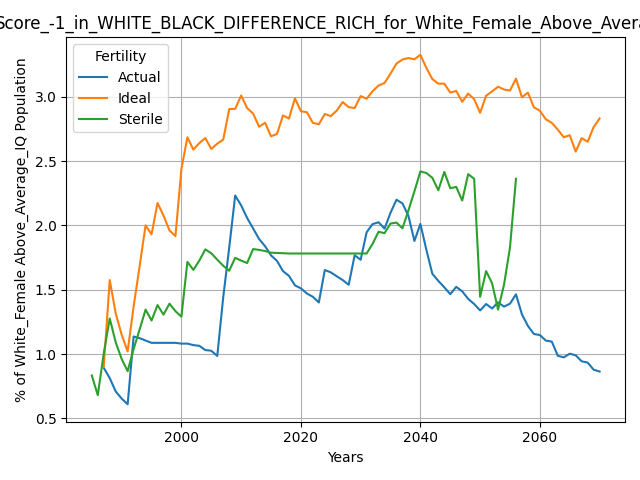 Score_-1_in_WHITE_BLACK_DIFFERENCE_RICH_for_White_Female_Above_Avera
Fertility
Actual
Ideal
Sterile
% of White_Female Above_Average_IQ Population
3.0
2.5
2.0
1.5
1.0
0.5
2000
2020
2040
2060
Years